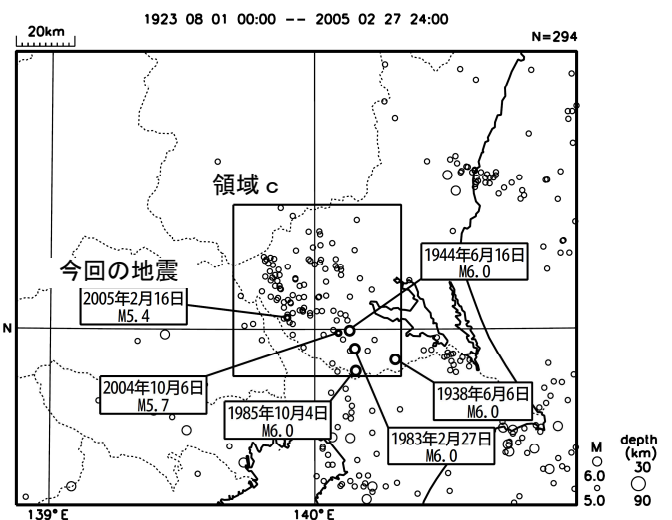 1923 08 01 00:00 -- 2005 02 27 24:00
20km
N=294
領域 c
今回の地震
2005年2月16日
M5.4
1944年6月16日
M6.0
N
2004年10月6日
M5.7
1985年10月4日
M6.0
1938年6月6日
M6.0
1983年2月27日
M6.0
M
6.0
5.0
depth
(km)
30
90
139°E
140°E